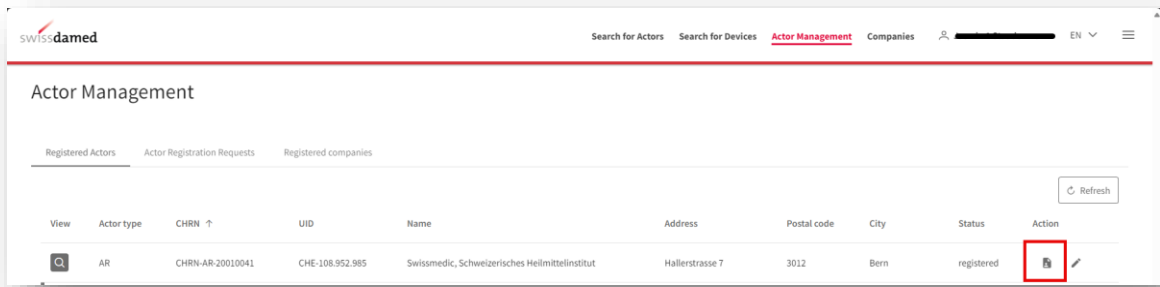 swissdamed
Search for Actors Search for Devices Actor Management Companies EN
Actor Management
Registered Actors Actor Registration Requests Registered companies
Refresh
View Actor type CHRN ↑ UID Name Address Postal code City Status Action
AR CHRN-AR-20010041 CHE-108.952.985 Swissmedic, Schweizerisches Heilmittelinstitut Hallerstrasse 7 3012 Bern registered